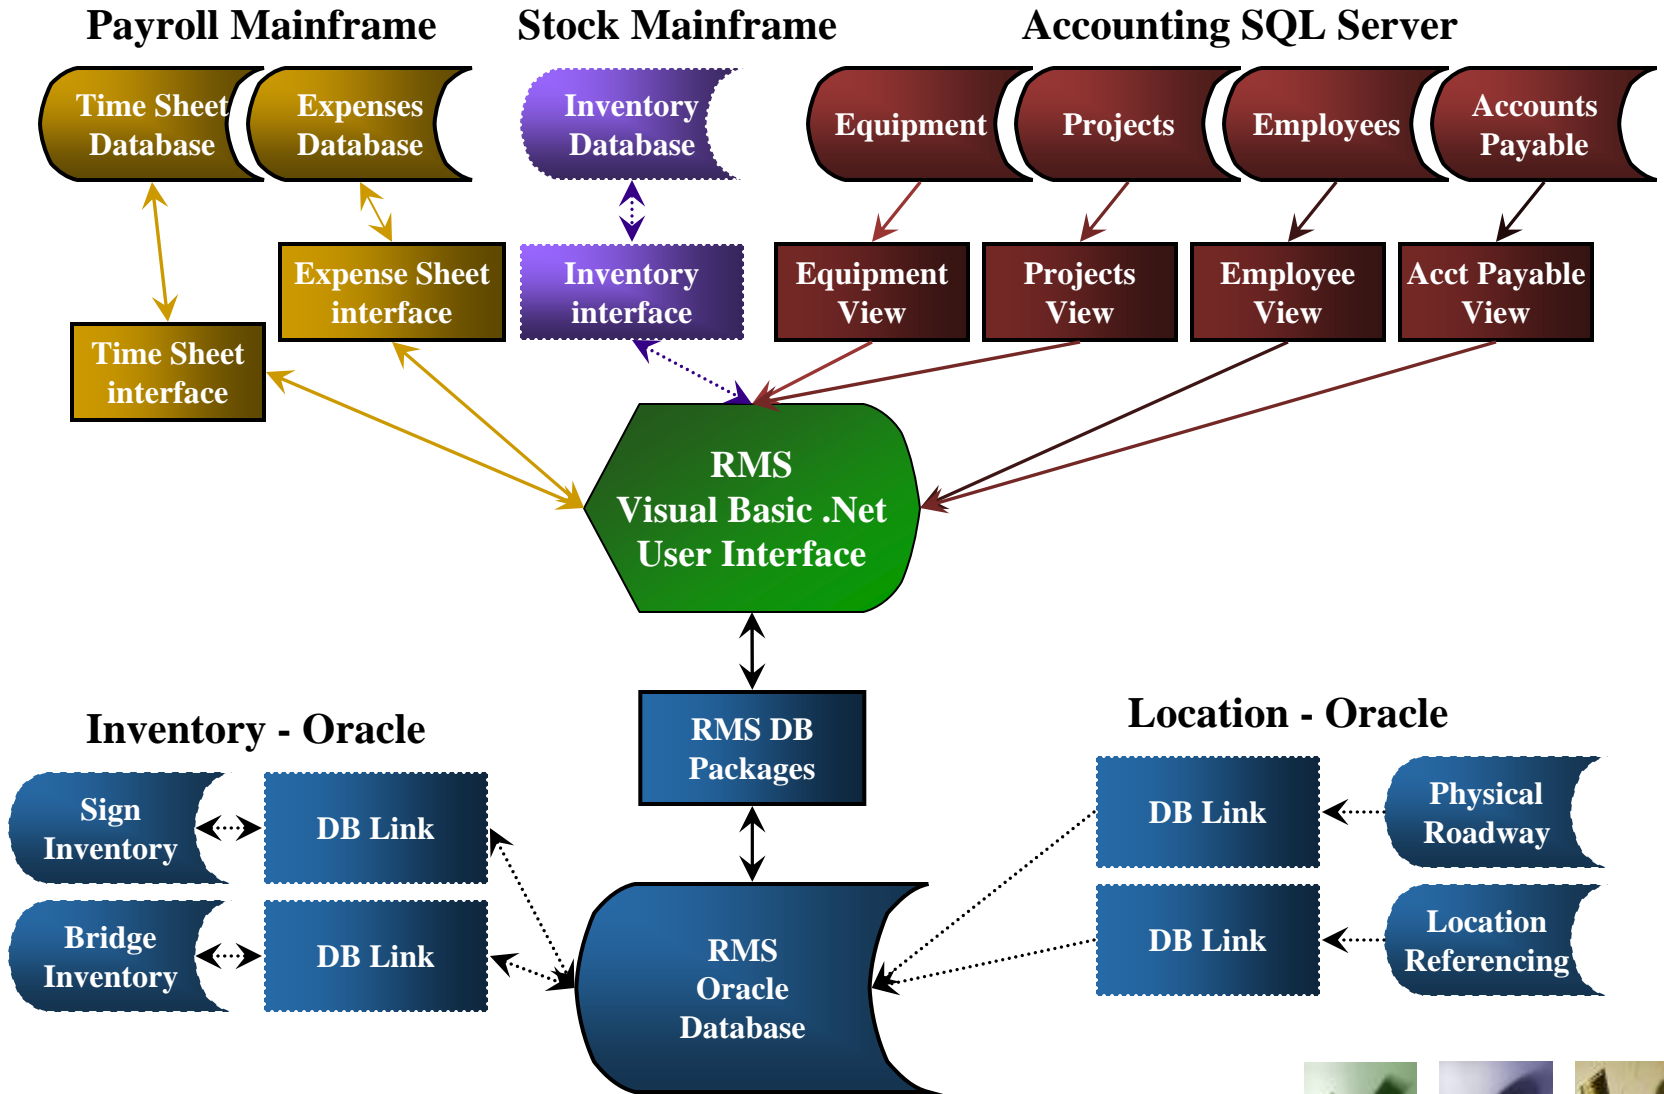 Payroll Mainframe
Stock Mainframe
Accounting SQL Server
Time Sheet
Database
Expenses
Database
Inventory
Database
Equipment
Projects
Employees
Accounts
Payable
Expense Sheet
interface
Inventory
interface
Equipment
View
Projects
View
Employee
View
Acct Payable
View
Time Sheet
interface
RMS
Visual Basic .Net
User Interface
RMS DB
Packages
Inventory - Oracle
Location - Oracle
Sign
Inventory
DB Link
DB Link
Physical
Roadway
Bridge
Inventory
DB Link
DB Link
Location
Referencing
RMS
Oracle
Database